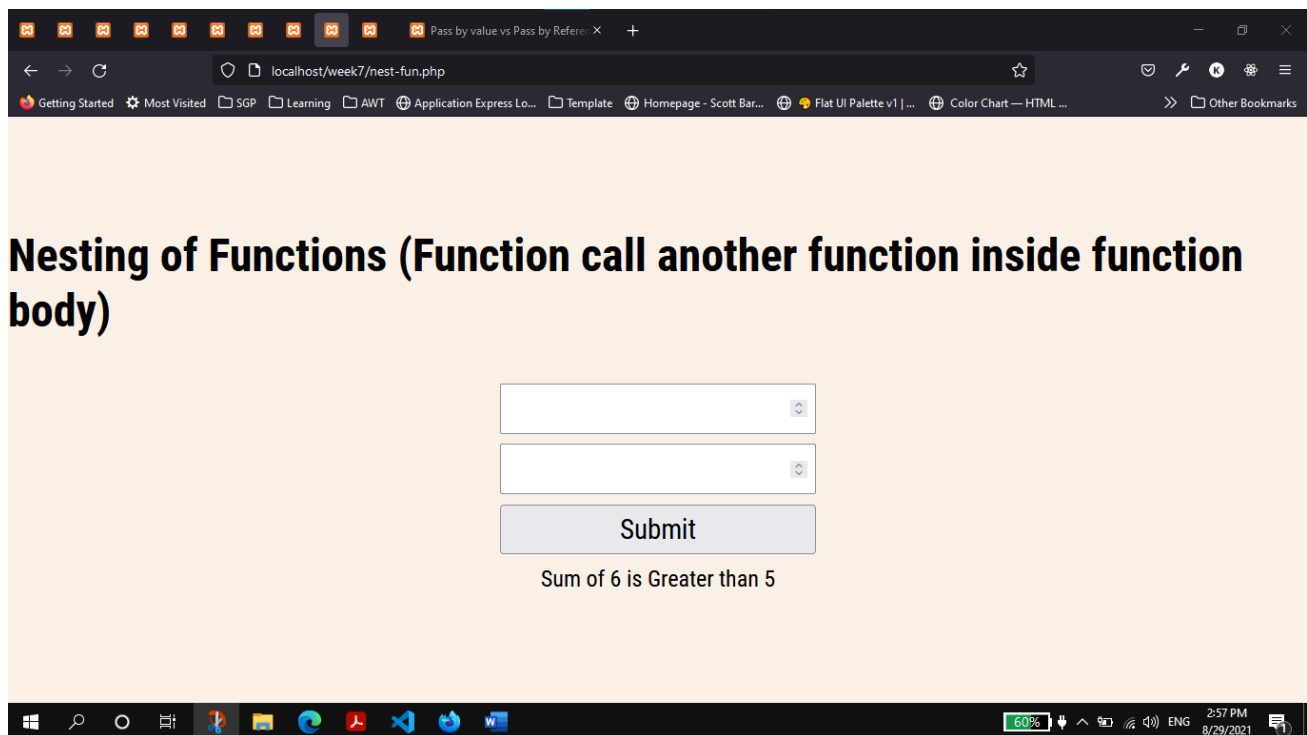 Pass by value vs Pass by Refere
localhost/week7/nest-fun.php
K
Getting Started Most Visited SGP Learning AWT Application Express Lo... Template Homepage - Scott Bar... Flat UI Palette v1 | ... Color Chart — HTML ... Other Bookmarks
Nesting of Functions (Function call another function inside function
body)
Submit
Sum of 6 is Greater than 5
60% ENG 2:57 PM
8/29/2021 1